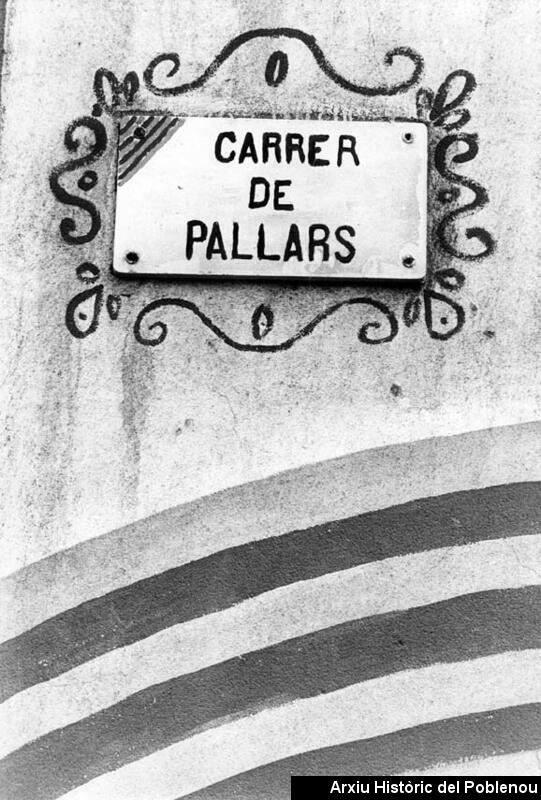 CARRER
DE
PALLARS
Arxiu Històric del Poblenou